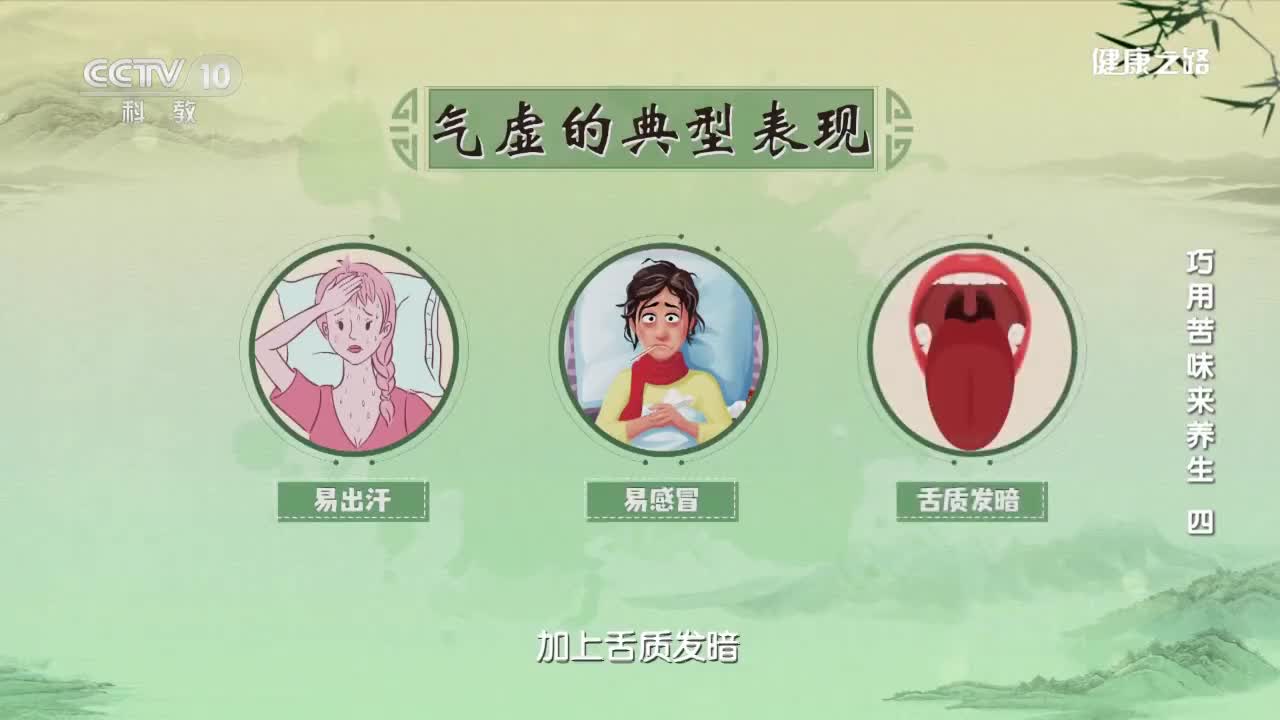 CCTV 10
科教
健康之路
气虚的典型表现
巧用苦味来养生 四
易出汗
易感冒
舌质发暗
加上舌质发暗